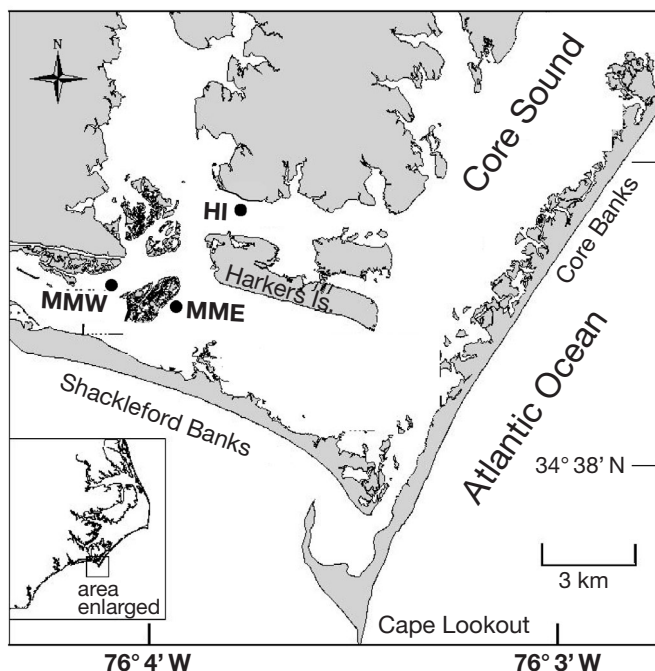 N
Core Sound
HI
Core Banks
Harkers Is.
MMW
MME
Atlantic Ocean
Shackleford Banks
34° 38' N
area
enlarged
3 km
Cape Lookout
76° 4' W
76° 3' W